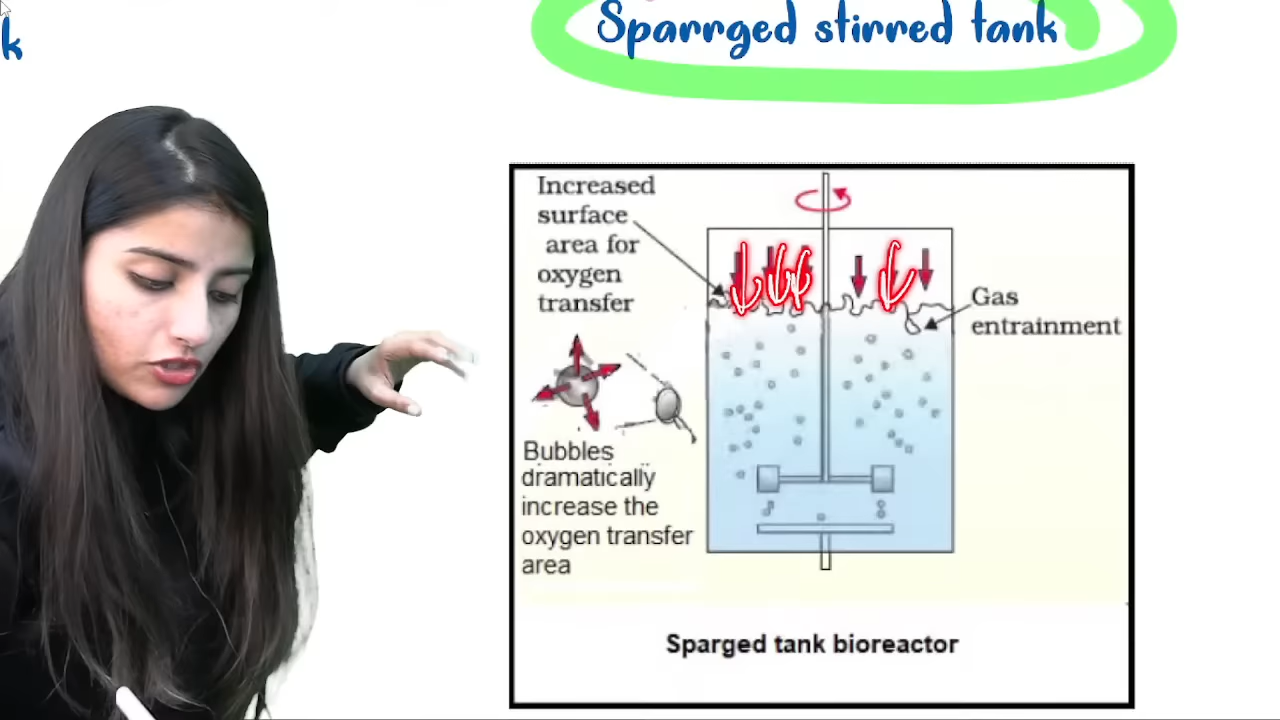 k
Sparrged stirred tank
Increased
surface
area for
oxygen
transfer
Gas
entrainment
Bubbles
dramatically
increase the
oxygen transfer
area
Sparged tank bioreactor